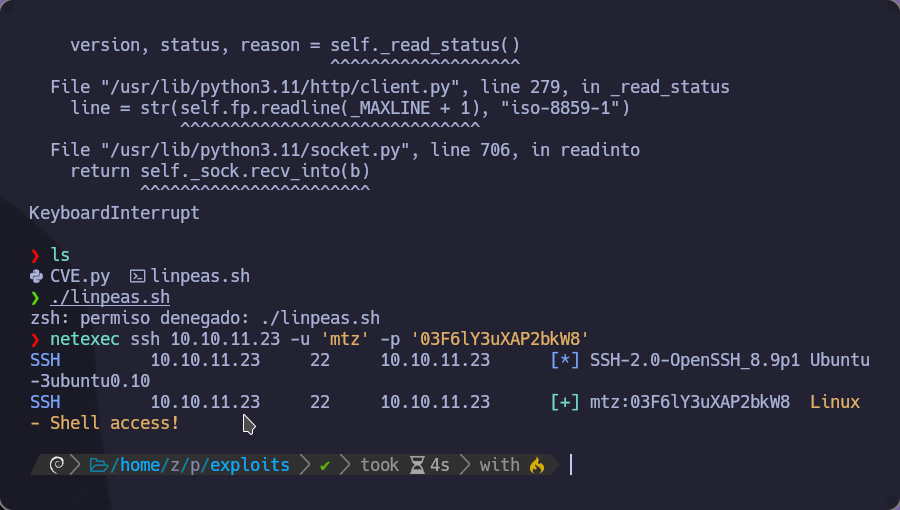 version, status, reason = self._read_status()
^^^^^^^^^^^^^^^^^^^
File "/usr/lib/python3.11/http/client.py", line 279, in _read_status
line = str(self.fp.readline(_MAXLINE + 1), "iso-8859-1")
^^^^^^^^^^^^^^^^^^^^^^^^^^^^^^
File "/usr/lib/python3.11/socket.py", line 706, in readinto
return self._sock.recv_into(b)
^^^^^^^^^^^^^^^^^^^^^^^
KeyboardInterrupt
❯ ls
CVE.py linpeas.sh
❯ ./linpeas.sh
zsh: permiso denegado: ./linpeas.sh
❯ netexec ssh 10.10.11.23 -u 'mtz' -p '03F6lY3uXAP2bkW8'
SSH 10.10.11.23 22 10.10.11.23 [*] SSH-2.0-OpenSSH_8.9p1 Ubuntu
-3ubuntu0.10
SSH 10.10.11.23 22 10.10.11.23 [+] mtz:03F6lY3uXAP2bkW8 Linux
- Shell access!
/home/z/p/exploits ✔ took 4s with